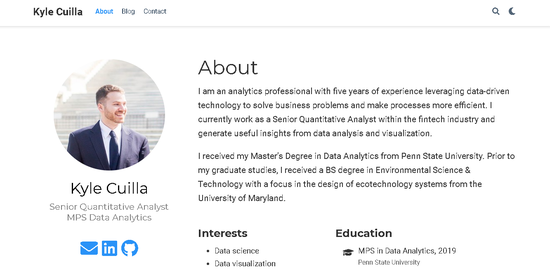 Kyle Cuilla About Blog Contact
About
I am an analytics professional with five years of experience leveraging data-driven
technology to solve business problems and make processes more efficient. I
currently work as a Senior Quantitative Analyst within the fintech industry and
generate useful insights from data analysis and visualization.
I received my Master's Degree in Data Analytics from Penn State University. Prior to
my graduate studies, I received a BS degree in Environmental Science &
Technology with a focus in the design of ecotechnology systems from the
University of Maryland.
Kyle Cuilla
Senior Quantitative Analyst
MPS Data Analytics
Interests
Data science
Data visualization
Education
MPS in Data Analytics, 2019
Penn State University